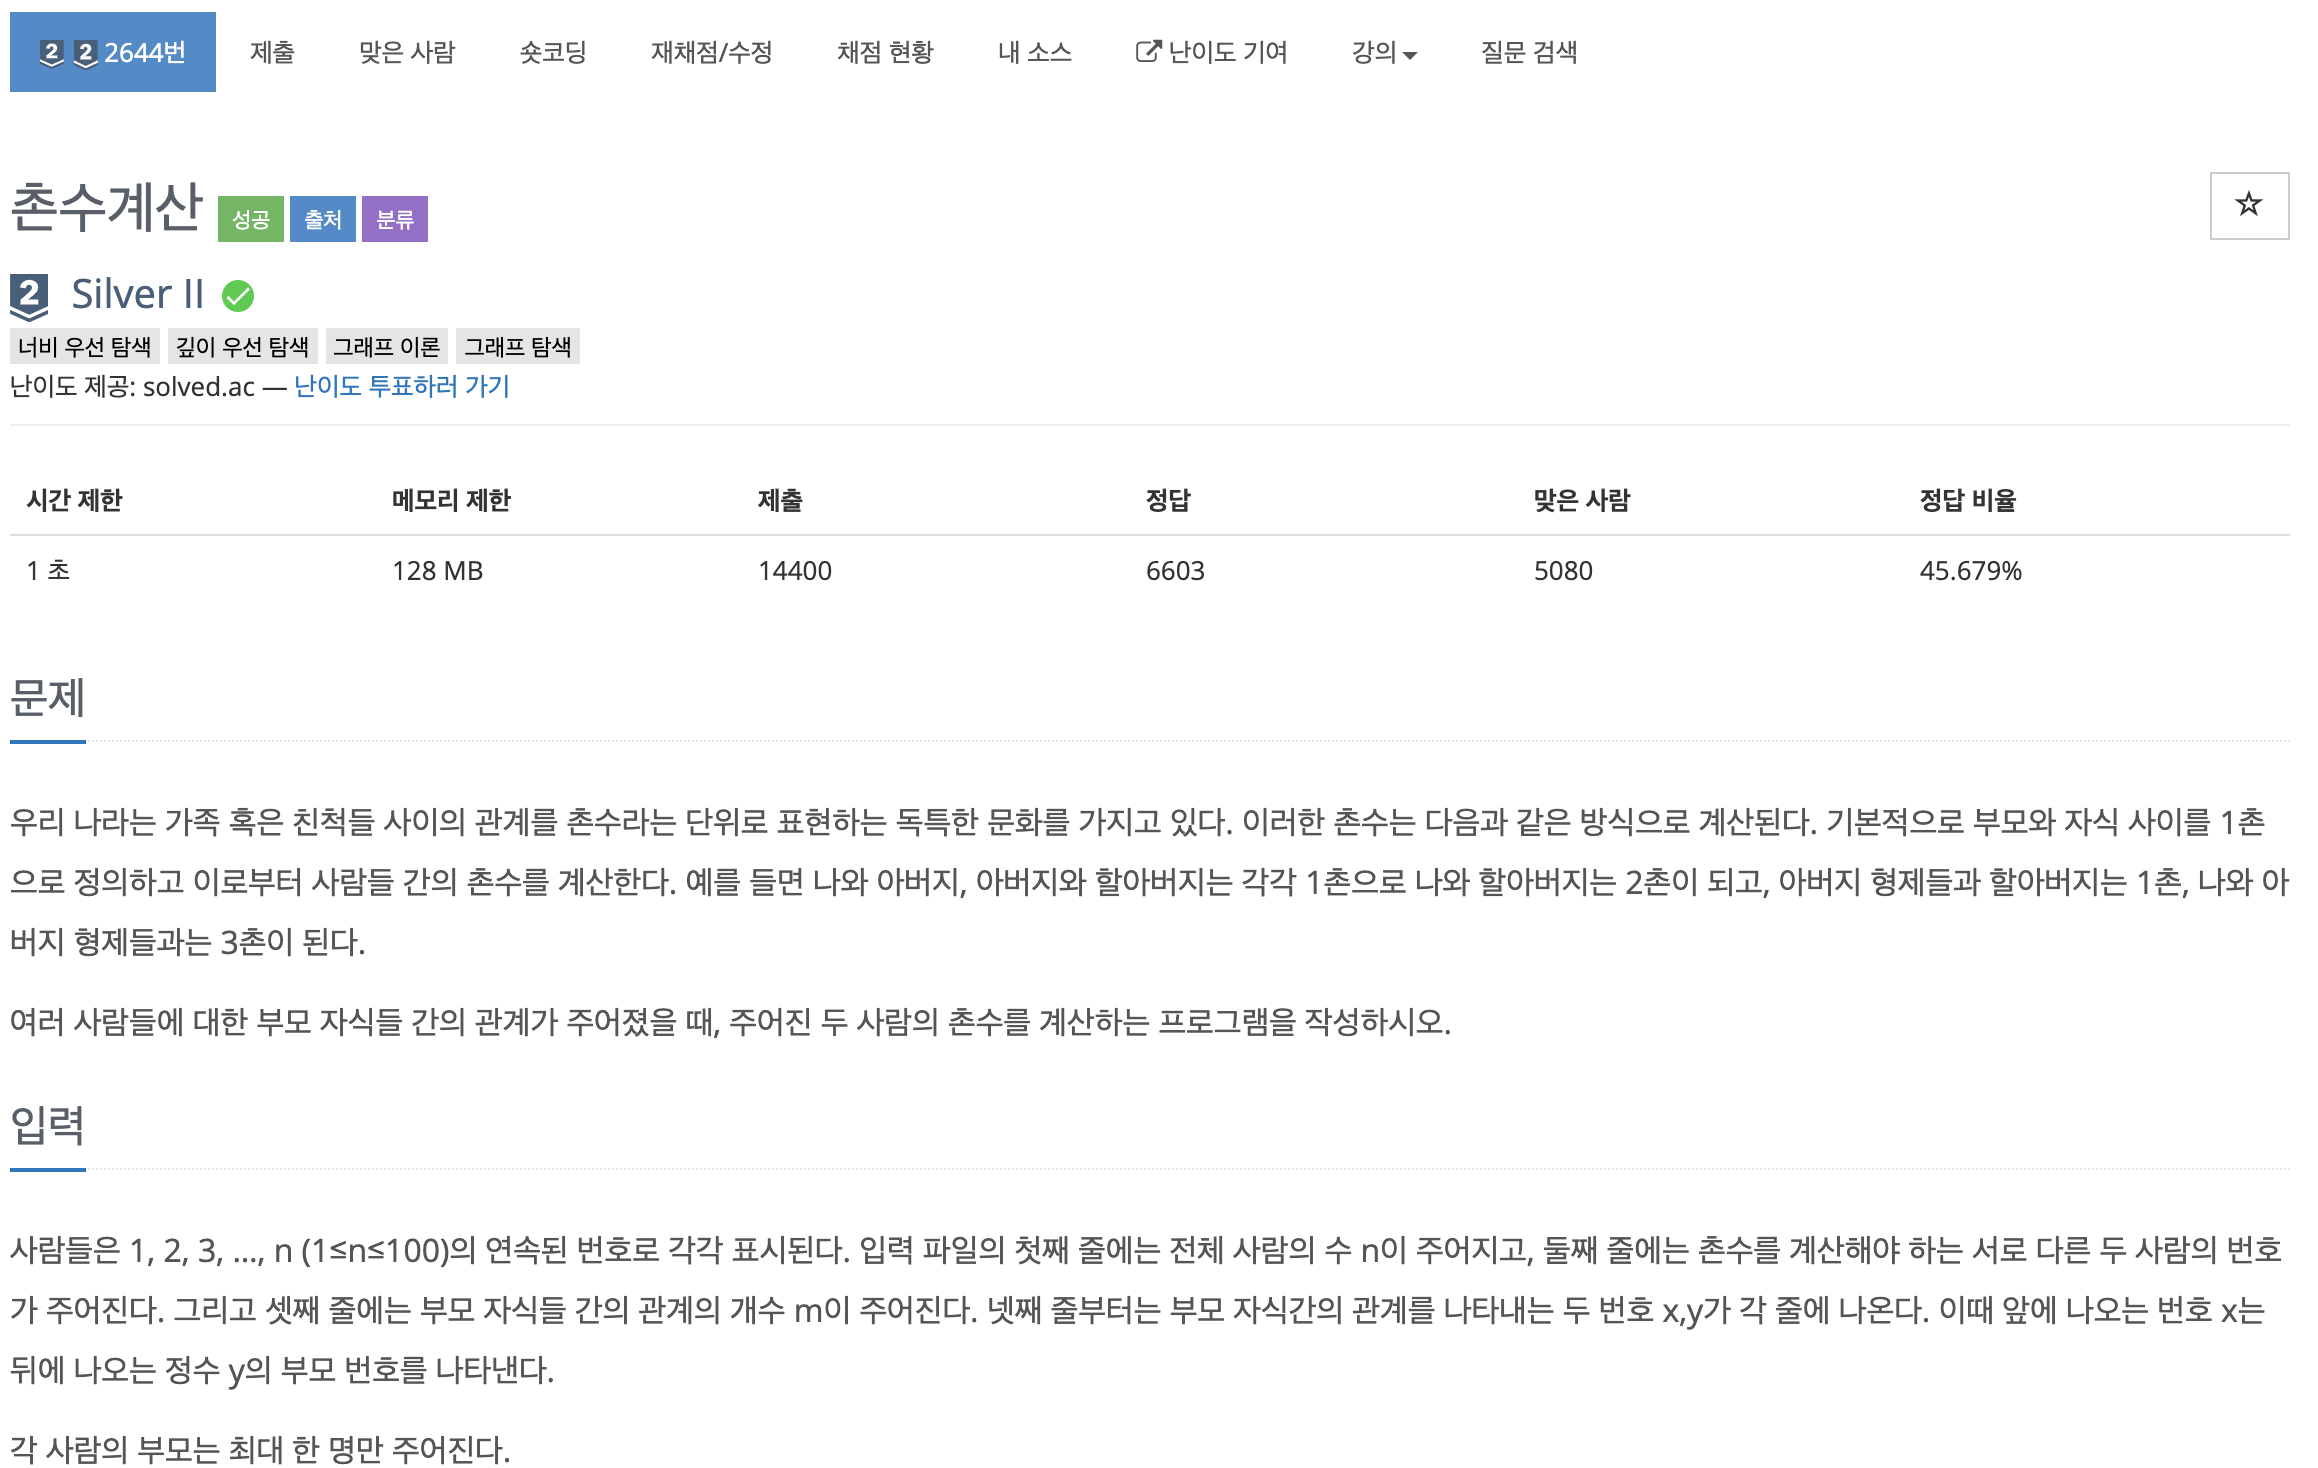 2 2 2644번 제출 맞은 사람 숏코딩 재채점/수정 채점 현황 내 소스 난이도 기여 강의 질문 검색
촌수계산 성공 출처 분류
2 Silver II
너비 우선 탐색 깊이 우선 탐색 그래프 이론 그래프 탐색
난이도 제공: solved.ac — 난이도 투표하러 가기
시간 제한 메모리 제한 제출 정답 맞은 사람 정답 비율
1 초 128 MB 14400 6603 5080 45.679%
문제
우리 나라는 가족 혹은 친척들 사이의 관계를 촌수라는 단위로 표현하는 독특한 문화를 가지고 있다. 이러한 촌수는 다음과 같은 방식으로 계산된다. 기본적으로 부모와 자식 사이를 1촌
으로 정의하고 이로부터 사람들 간의 촌수를 계산한다. 예를 들면 나와 아버지, 아버지와 할아버지는 각각 1촌으로 나와 할아버지는 2촌이 되고, 아버지 형제들과 할아버지는 1촌, 나와 아
버지 형제들과는 3촌이 된다.
여러 사람들에 대한 부모 자식들 간의 관계가 주어졌을 때, 주어진 두 사람의 촌수를 계산하는 프로그램을 작성하시오.
입력
사람들은 1, 2, 3, …, n (1≤n≤100)의 연속된 번호로 각각 표시된다. 입력 파일의 첫째 줄에는 전체 사람의 수 n이 주어지고, 둘째 줄에는 촌수를 계산해야 하는 서로 다른 두 사람의 번호
가 주어진다. 그리고 셋째 줄에는 부모 자식들 간의 관계의 개수 m이 주어진다. 넷째 줄부터는 부모 자식간의 관계를 나타내는 두 번호 x,y가 각 줄에 나온다. 이때 앞에 나오는 번호 x는
뒤에 나오는 정수 y의 부모 번호를 나타낸다.
각 사람의 부모는 최대 한 명만 주어진다.